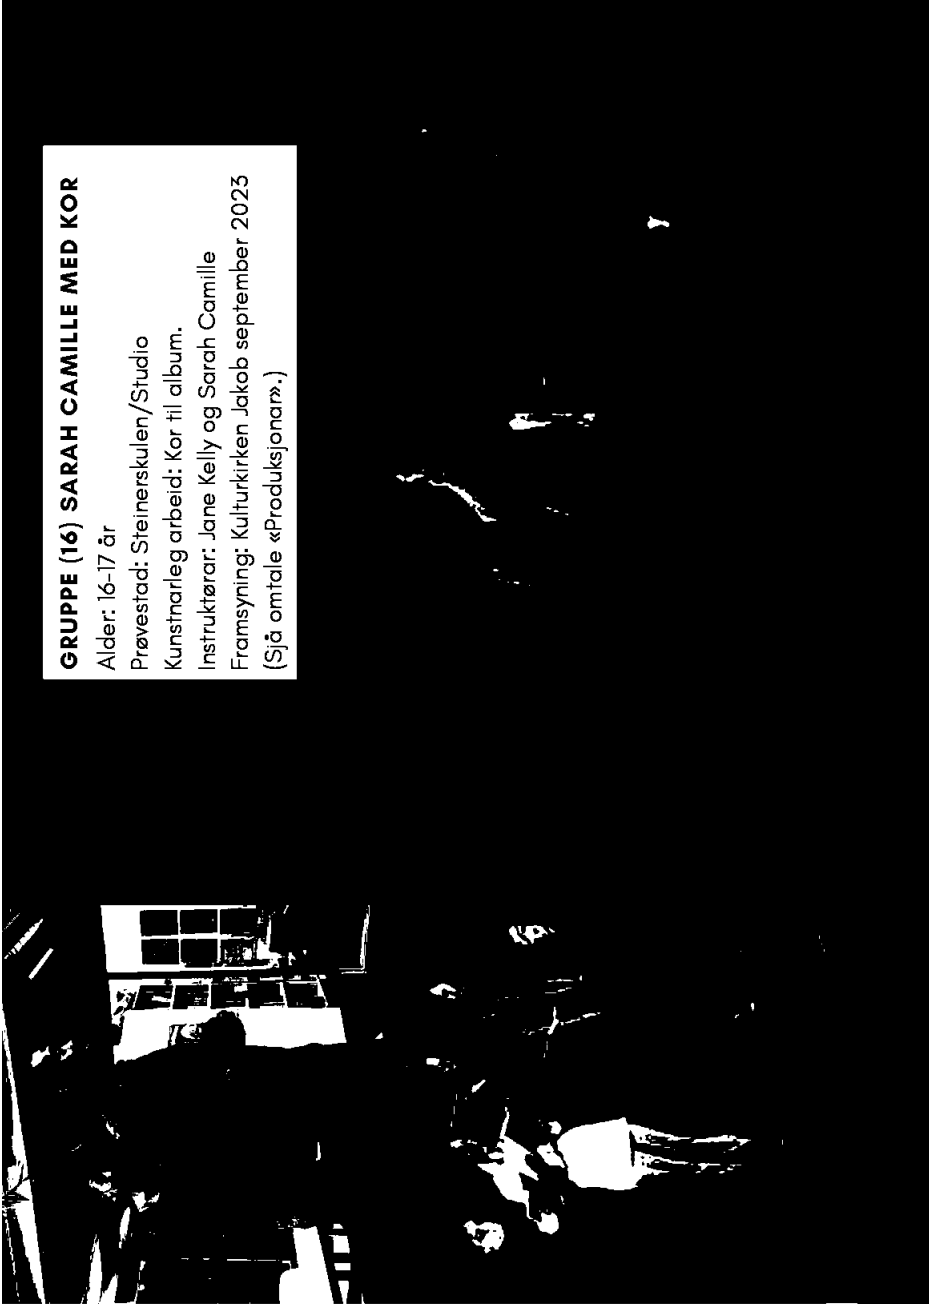 GRUPPE (16) SARAH CAMILLE MED KOR
Alder: 16-17 år
Prøvestad: Steinerskulen/Studio
Kunstnarleg arbeid: Kor til album.
Instruktørar: Jane Kelly og Sarah Camille
Framsyning: Kulturkirken Jakob september 2023
(Sjå omtale «Produksjonar».)